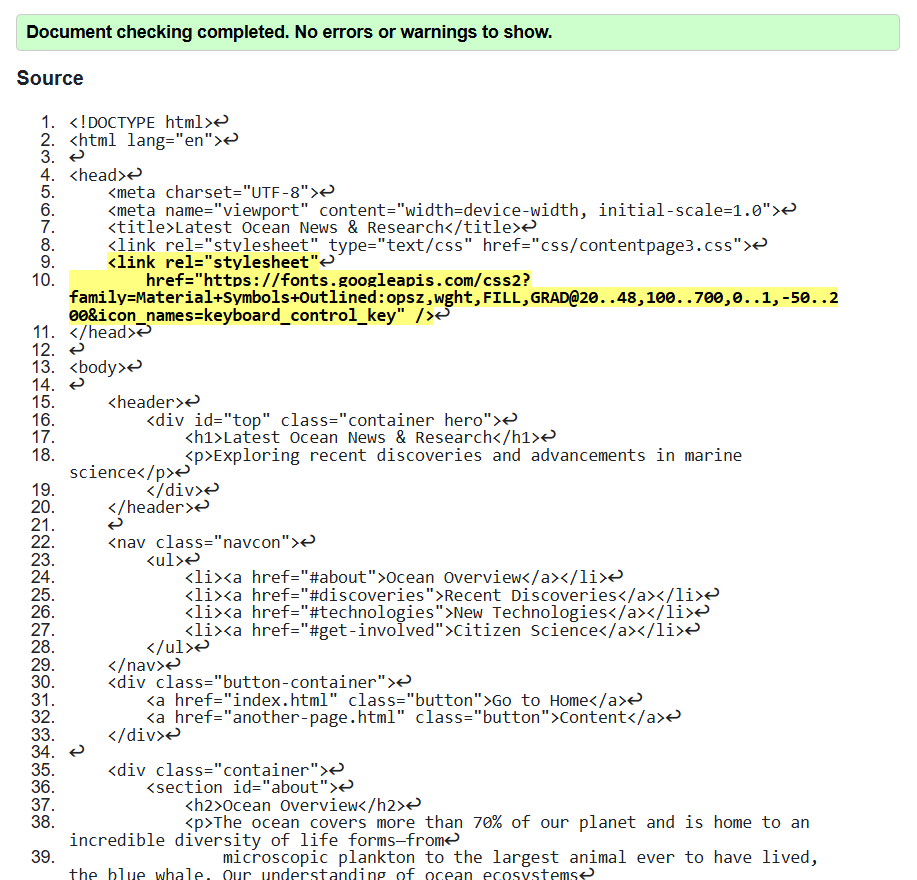 Document checking completed. No errors or warnings to show.
Source
1. <!DOCTYPE html>↩
2. <html lang="en">↩
3. ↩
4. <head>↩
5. <meta charset="UTF-8">↩
6. <meta name="viewport" content="width=device-width, initial-scale=1.0">↩
7. <title>Latest Ocean News & Research</title>↩
8. <link rel="stylesheet" type="text/css" href="css/contentpage3.css">↩
9. <link rel="stylesheet"↩
10. href="https://fonts.googleapis.com/css2?
family=Material+Symbols+Outlined:opsz,wght,FILL,GRAD@20..48,100..700,0..1,-50..2
00&icon_names=keyboard_control_key" />↩
11. </head>↩
12. ↩
13. <body>↩
14. ↩
15. <header>↩
16. <div id="top" class="container hero">↩
17. <h1>Latest Ocean News & Research</h1>↩
18. <p>Exploring recent discoveries and advancements in marine
science</p>↩
19. </div>↩
20. </header>↩
21. ↩
22. <nav class="navcon">↩
23. <ul>↩
24. <li><a href="#about">Ocean Overview</a></li>↩
25. <li><a href="#discoveries">Recent Discoveries</a></li>↩
26. <li><a href="#technologies">New Technologies</a></li>↩
27. <li><a href="#get-involved">Citizen Science</a></li>↩
28. </ul>↩
29. </nav>↩
30. <div class="button-container">↩
31. <a href="index.html" class="button">Go to Home</a>↩
32. <a href="another-page.html" class="button">Content</a>↩
33. </div>↩
34. ↩
35. <div class="container">↩
36. <section id="about">↩
37. <h2>Ocean Overview</h2>↩
38. <p>The ocean covers more than 70% of our planet and is home to an
incredible diversity of life forms—from↩
39. microscopic plankton to the largest animal ever to have lived,
the blue whale. Our understanding of ocean ecosystems↩